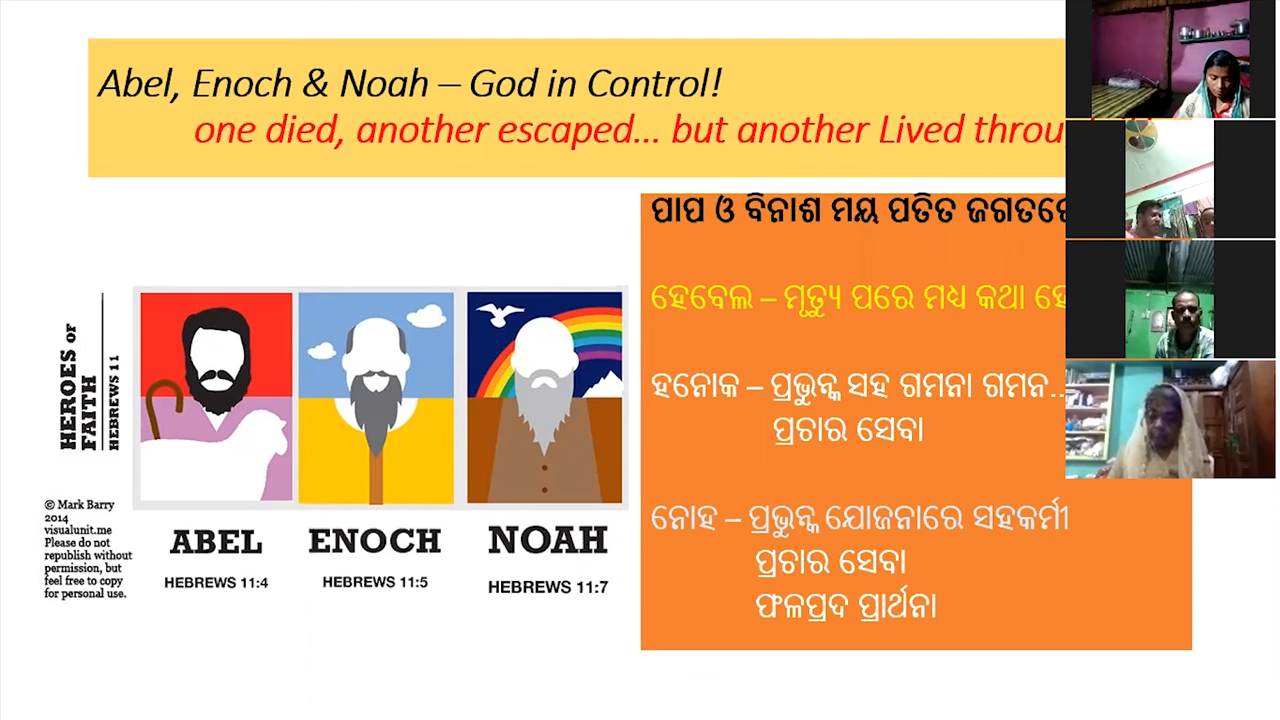 Abel, Enoch & Noah – God in Control!
one died, another escaped... but another Lived
ପାପ ଓ ବିନାଶ ମୟ ପତିତ
ହେବେଲ – ମୃତ୍ୟୁ ପରେ ମଧ୍ୟ କଥା
ହନୋକ – ପ୍ରଭୁଙ୍କ ସହ ଗମନା ଗମନ..
ପ୍ରଚାର ସେବା
ନୋହ – ପ୍ରଭୁଙ୍କ ଯୋଜନାରେ ସହକର୍ମୀ
ପ୍ରଚାର ସେବା
ଫଳପ୍ରଦ ପ୍ରାର୍ଥନା
HEROES OF
FAITH
HEBREWS 11
© Mark Barry
2014
visualunit.me
Please do not
republish without
permission, but
feel free to copy
for personal use.
ABEL
HEBREWS 11:4
ENOCH
HEBREWS 11:5
NOAH
HEBREWS 11:7